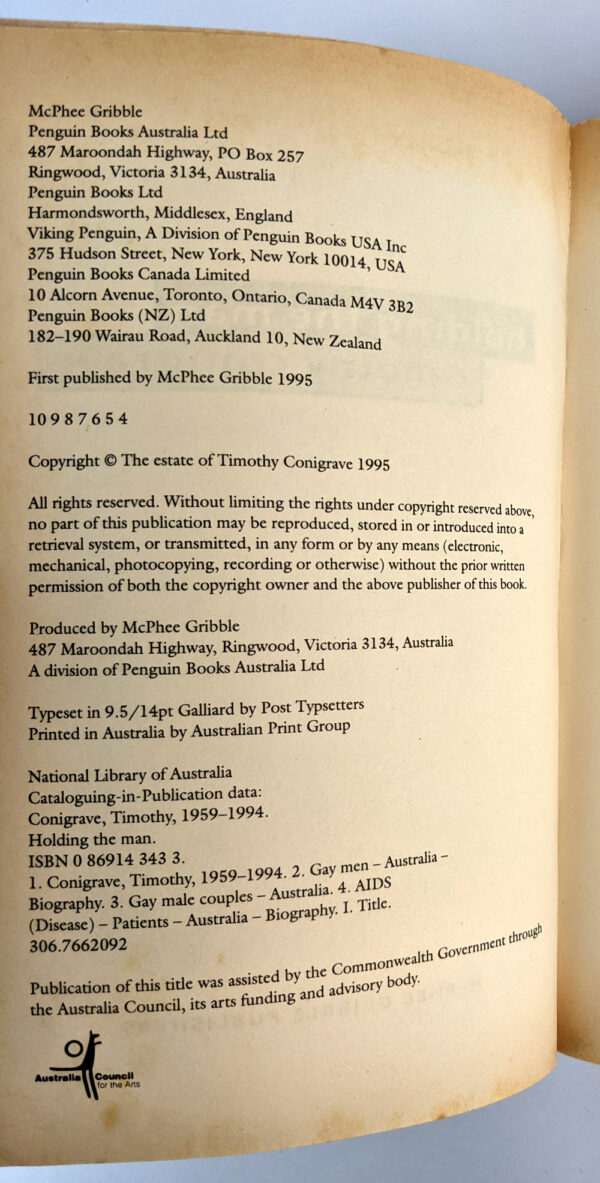 McPhee Gribble
Penguin Books Australia Ltd
487 Maroondah Highway, PO Box 257
Ringwood, Victoria 3134, Australia
Penguin Books Ltd
Harmondsworth, Middlesex, England
Viking Penguin, A Division of Penguin Books USA Inc
375 Hudson Street, New York, New York 10014, USA
Penguin Books Canada Limited
10 Alcorn Avenue, Toronto, Ontario, Canada M4V 3B2
Penguin Books (NZ) Ltd
182–190 Wairau Road, Auckland 10, New Zealand
First published by McPhee Gribble 1995
10 9 8 7 6 5 4
Copyright © The estate of Timothy Conigrave 1995
All rights reserved. Without limiting the rights under copyright reserved above,
no part of this publication may be reproduced, stored in or introduced into a
retrieval system, or transmitted, in any form or by any means (electronic,
mechanical, photocopying, recording or otherwise) without the prior written
permission of both the copyright owner and the above publisher of this book.
Produced by McPhee Gribble
487 Maroondah Highway, Ringwood, Victoria 3134, Australia
A division of Penguin Books Australia Ltd
Typeset in 9.5/14pt Galliard by Post Typsetters
Printed in Australia by Australian Print Group
National Library of Australia
Cataloguing-in-Publication data:
Conigrave, Timothy, 1959–1994.
Holding the man.
ISBN 0 86914 343 3.
1. Conigrave, Timothy, 1959–1994. 2. Gay men – Australia –
Biography. 3. Gay male couples – Australia. 4. AIDS
(Disease) – Patients – Australia – Biography. I. Title.
306.7662092
Publication of this title was assisted by the Commonwealth Government through
the Australia Council, its arts funding and advisory body.
Australia Council
for the Arts